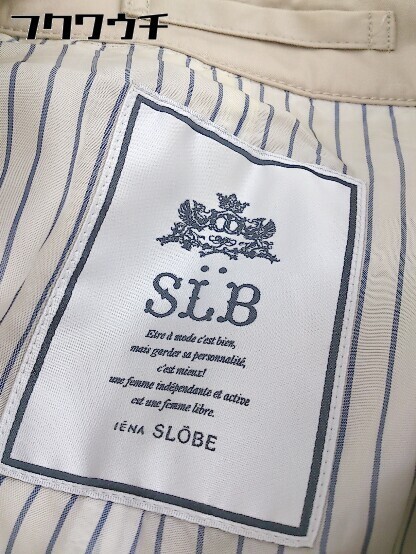 フクワウチ
SLB
Etre à mode c'est bien,
mais garder sa personnalité,
c'est mieux!
une femme indépendante et active
est une femme libre.
IÉNA SLÖBE